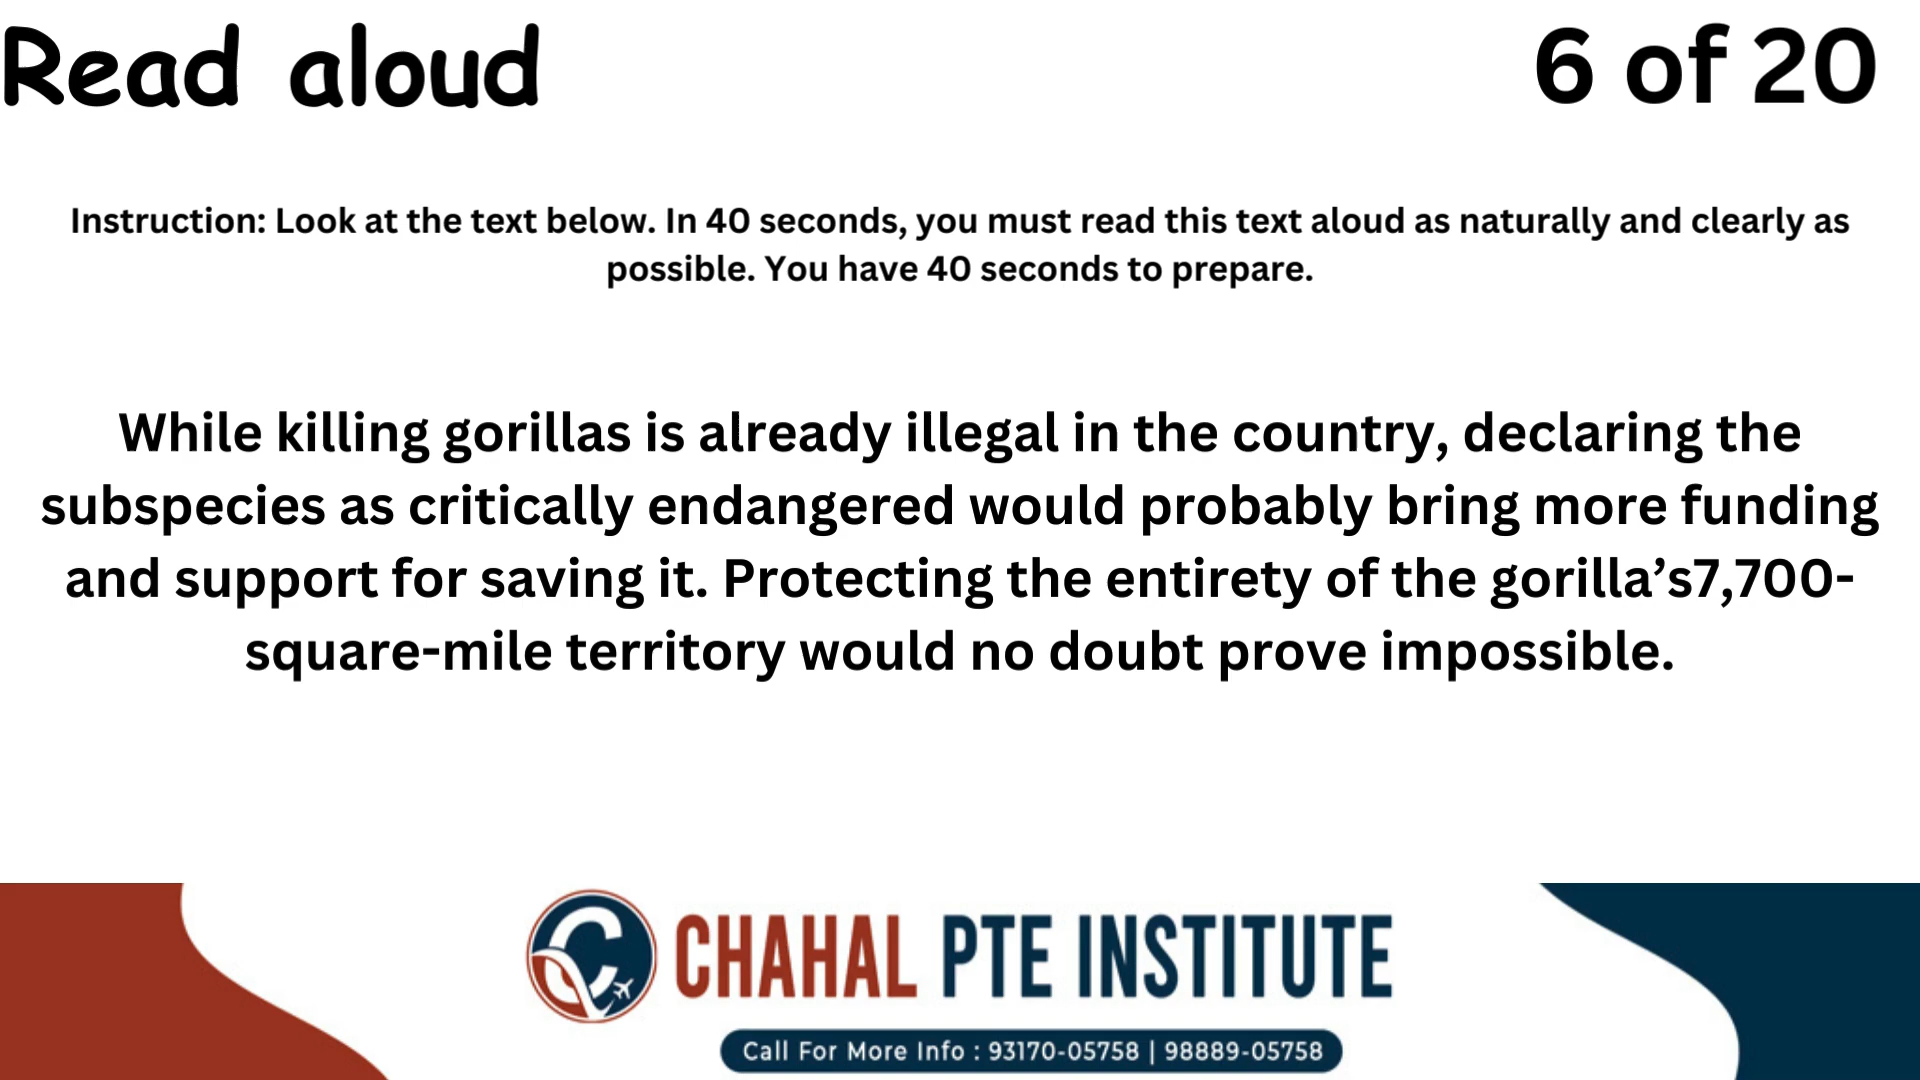 Read aloud
6 of 20
Instruction: Look at the text below. In 40 seconds, you must read this text aloud as naturally and clearly as
possible. You have 40 seconds to prepare.
While killing gorillas is already illegal in the country, declaring the
subspecies as critically endangered would probably bring more funding
and support for saving it. Protecting the entirety of the gorilla’s7,700-
square-mile territory would no doubt prove impossible.
CHAHAL PTE INSTITUTE
Call For More Info : 93170-05758 | 98889-05758